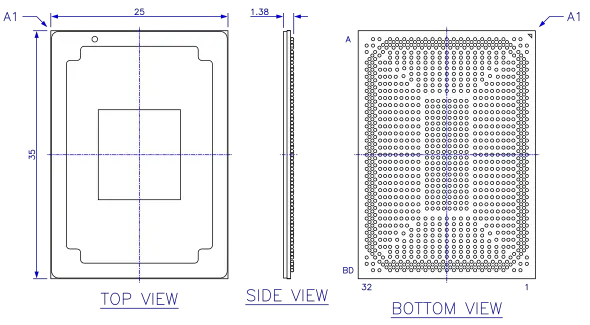 A1
25
1.38
A1
A
35
BD
32
1
TOP VIEW
SIDE VIEW
BOTTOM VIEW